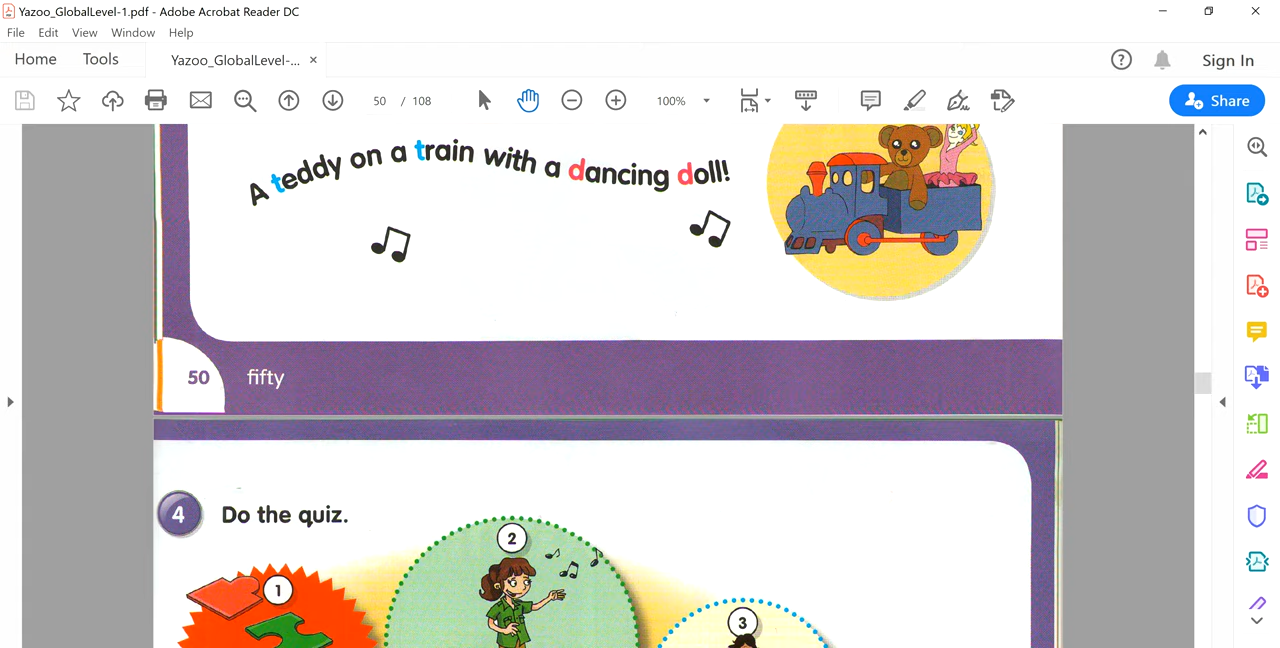 Yazoo_GlobalLevel-1.pdf - Adobe Acrobat Reader DC
File Edit View Window Help
Home Tools Yazoo_GlobalLevel-... × Sign In
50 / 108 100% Share
A teddy on a train with a dancing doll!
50 fifty
4 Do the quiz.
2
1
3